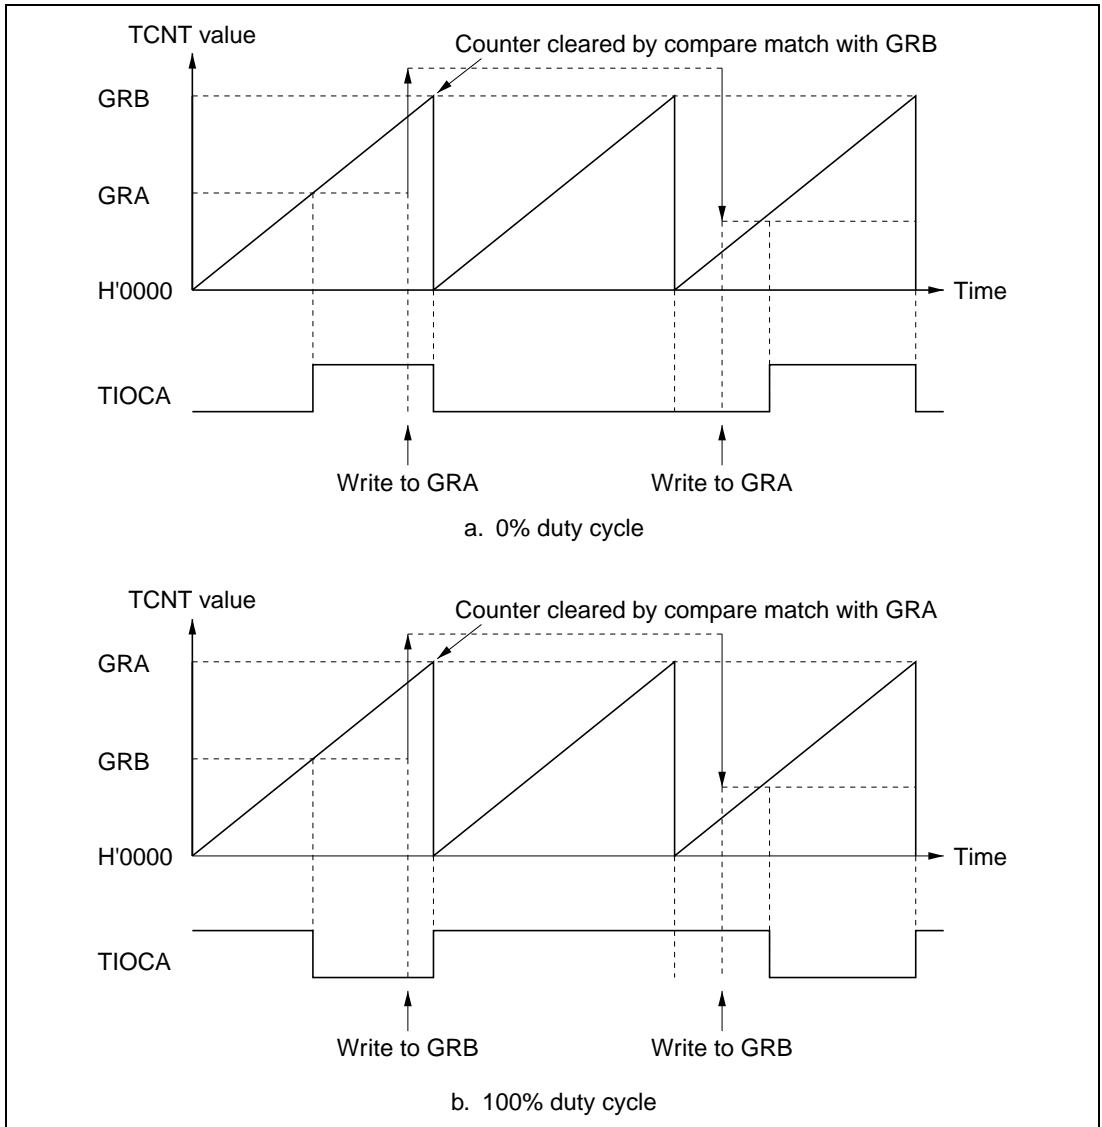 TCNT value
Counter cleared by compare match with GRB
GRB
GRA
H'0000
Time
TIOCA
Write to GRA
Write to GRA
a. 0% duty cycle
TCNT value
Counter cleared by compare match with GRA
GRA
GRB
H'0000
Time
TIOCA
Write to GRB
Write to GRB
b. 100% duty cycle